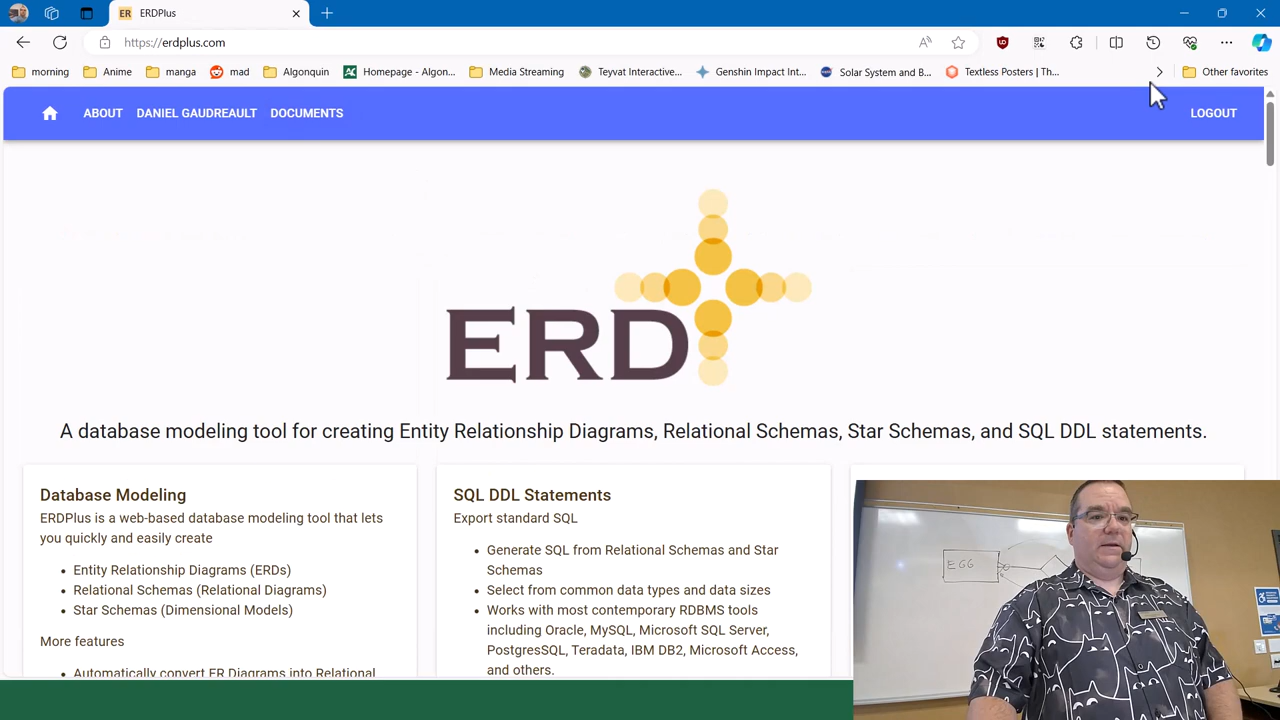 ER ERDPlus
https://erdplus.com
morning Anime manga mad Algonquin Homepage - Algon... Media Streaming Teyvat Interactive... Genshin Impact Int... Solar System and B... Textless Posters | Th... Other favorites
ABOUT DANIEL GAUDREAULT DOCUMENTS LOGOUT
ERD
A database modeling tool for creating Entity Relationship Diagrams, Relational Schemas, Star Schemas, and SQL DDL statements.
Database Modeling
ERDPlus is a web-based database modeling tool that lets
you quickly and easily create
• Entity Relationship Diagrams (ERDs)
• Relational Schemas (Relational Diagrams)
• Star Schemas (Dimensional Models)
More features
• Automatically convert ER Diagrams into Relational
SQL DDL Statements
Export standard SQL
• Generate SQL from Relational Schemas and Star
Schemas
• Select from common data types and data sizes
• Works with most contemporary RDBMS tools
including Oracle, MySQL, Microsoft SQL Server,
PostgresSQL, Teradata, IBM DB2, Microsoft Access,
and others.
EGG